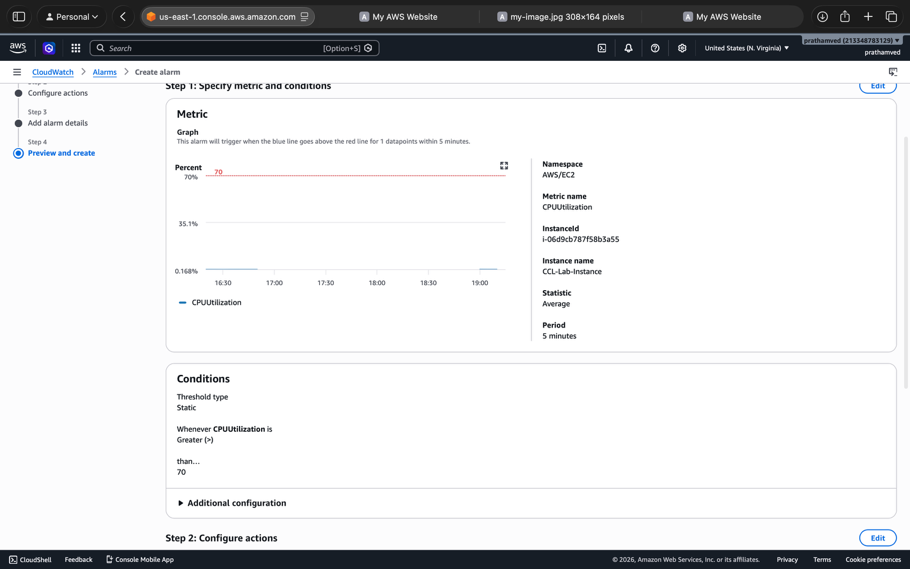 Personal
us-east-1.console.aws.amazon.com
A My AWS Website
A my-image.jpg 308×164 pixels
A My AWS Website
aws
Search
[Option+S]
United States (N. Virginia)
prathamved (213348783129)
prathamved
CloudWatch
Alarms
Create alarm
Configure actions
Step 3
Add alarm details
Step 4
Preview and create
Step 1: Specify metric and conditions
Edit
Metric
Graph
This alarm will trigger when the blue line goes above the red line for 1 datapoints within 5 minutes.
Percent
70%
70
35.1%
0.168%
16:30
17:00
17:30
18:00
18:30
19:00
CPUUtilization
Namespace
AWS/EC2
Metric name
CPUUtilization
InstanceId
i-06d9cb787f58b3a55
Instance name
CCL-Lab-Instance
Statistic
Average
Period
5 minutes
Conditions
Threshold type
Static
Whenever CPUUtilization is
Greater (>)
than...
70
Additional configuration
Step 2: Configure actions
Edit
CloudShell
Feedback
Console Mobile App
© 2026, Amazon Web Services, Inc. or its affiliates.
Privacy
Terms
Cookie preferences